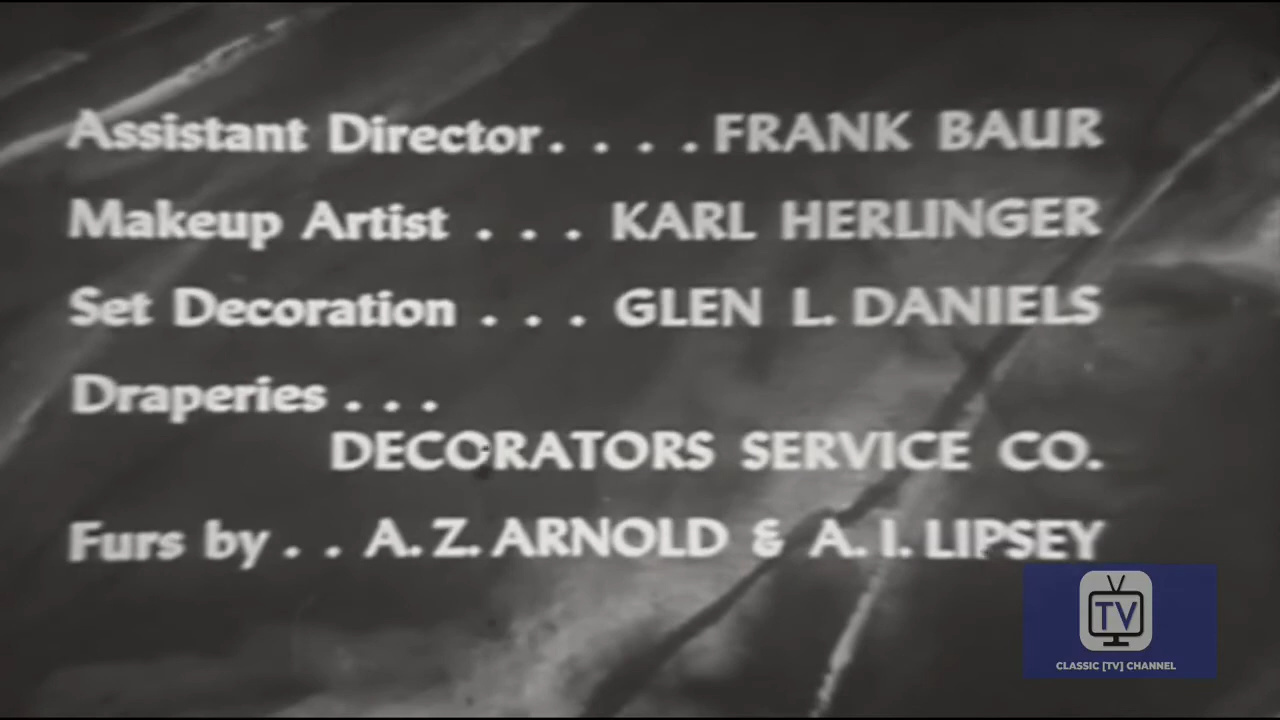 Assistant Director. . . . FRANK BAUR
Makeup Artist . . . KARL HERLINGER
Set Decoration . . . GLEN L. DANIELS
Draperies . . .
DECORATORS SERVICE CO.
Furs by . . A. Z. ARNOLD & A. I. LIPSEY
TV
CLASSIC [TV] CHANNEL